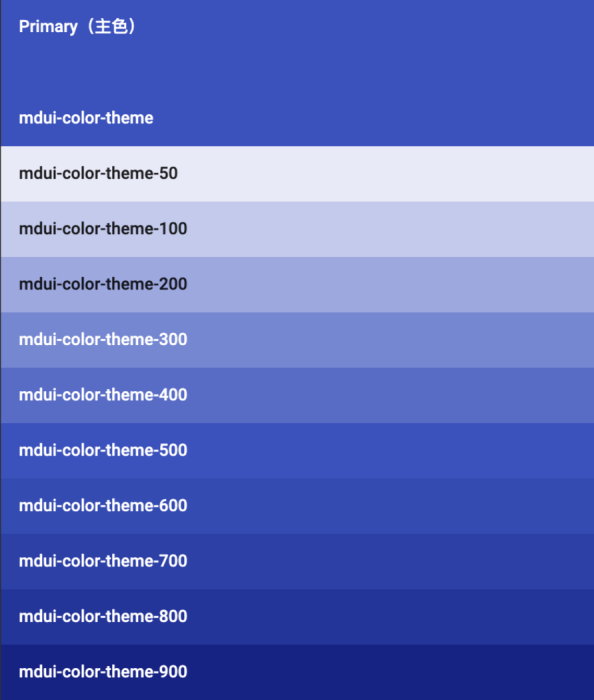 Primary（主色）
mdui-color-theme
mdui-color-theme-50
mdui-color-theme-100
mdui-color-theme-200
mdui-color-theme-300
mdui-color-theme-400
mdui-color-theme-500
mdui-color-theme-600
mdui-color-theme-700
mdui-color-theme-800
mdui-color-theme-900